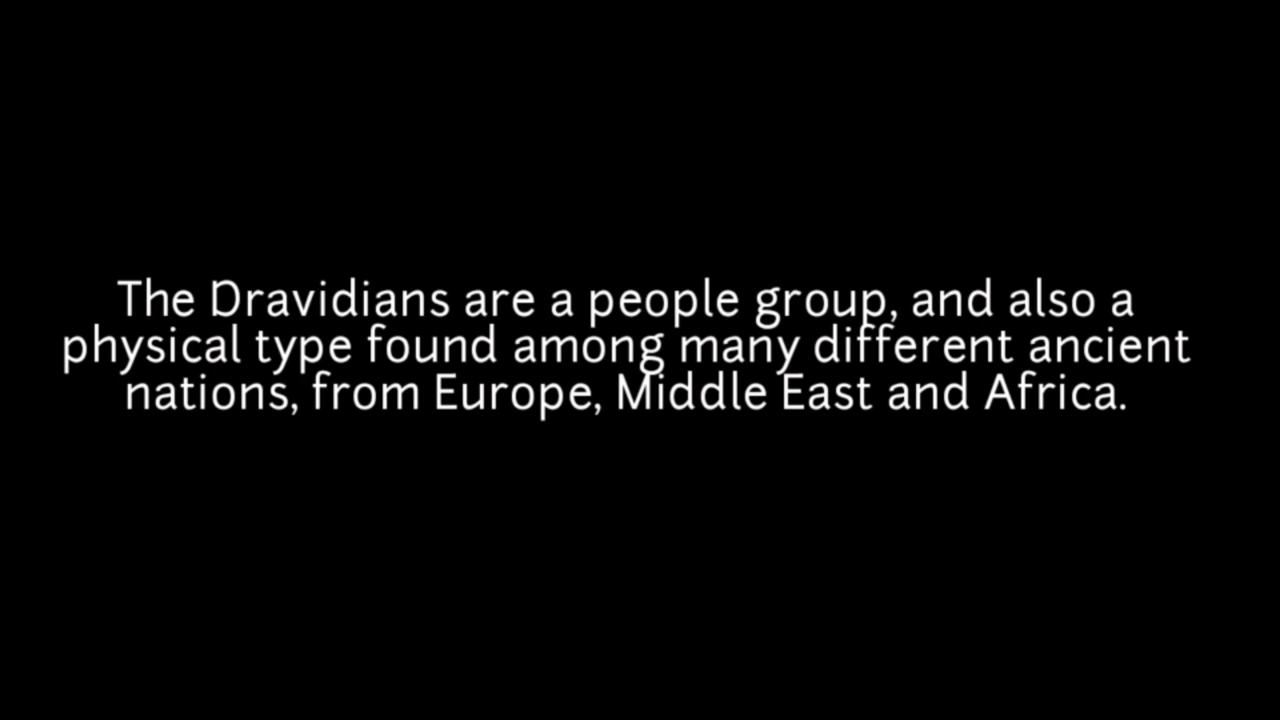 The Dravidians are a people group, and also a
physical type found among many different ancient
nations, from Europe, Middle East and Africa.